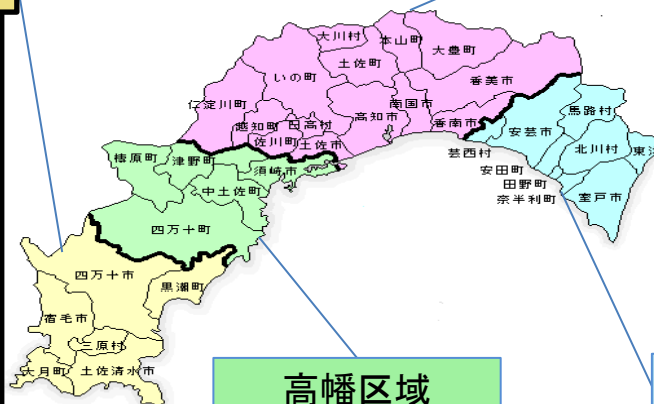 大川村
本山町
大豊町
土佐町
いの町
香美市
仁淀川町
南国市
高知市
越知町
日高村
香南市
佐川町
土佐市
馬路村
安芸市
北川村
芸西村
安田町
田野町
奈半利町
室戸市
梼原町
津野町
須崎市
中土佐町
四万十町
四万十市
黒潮町
宿毛市
三原村
大月町
土佐清水市
高幡区域